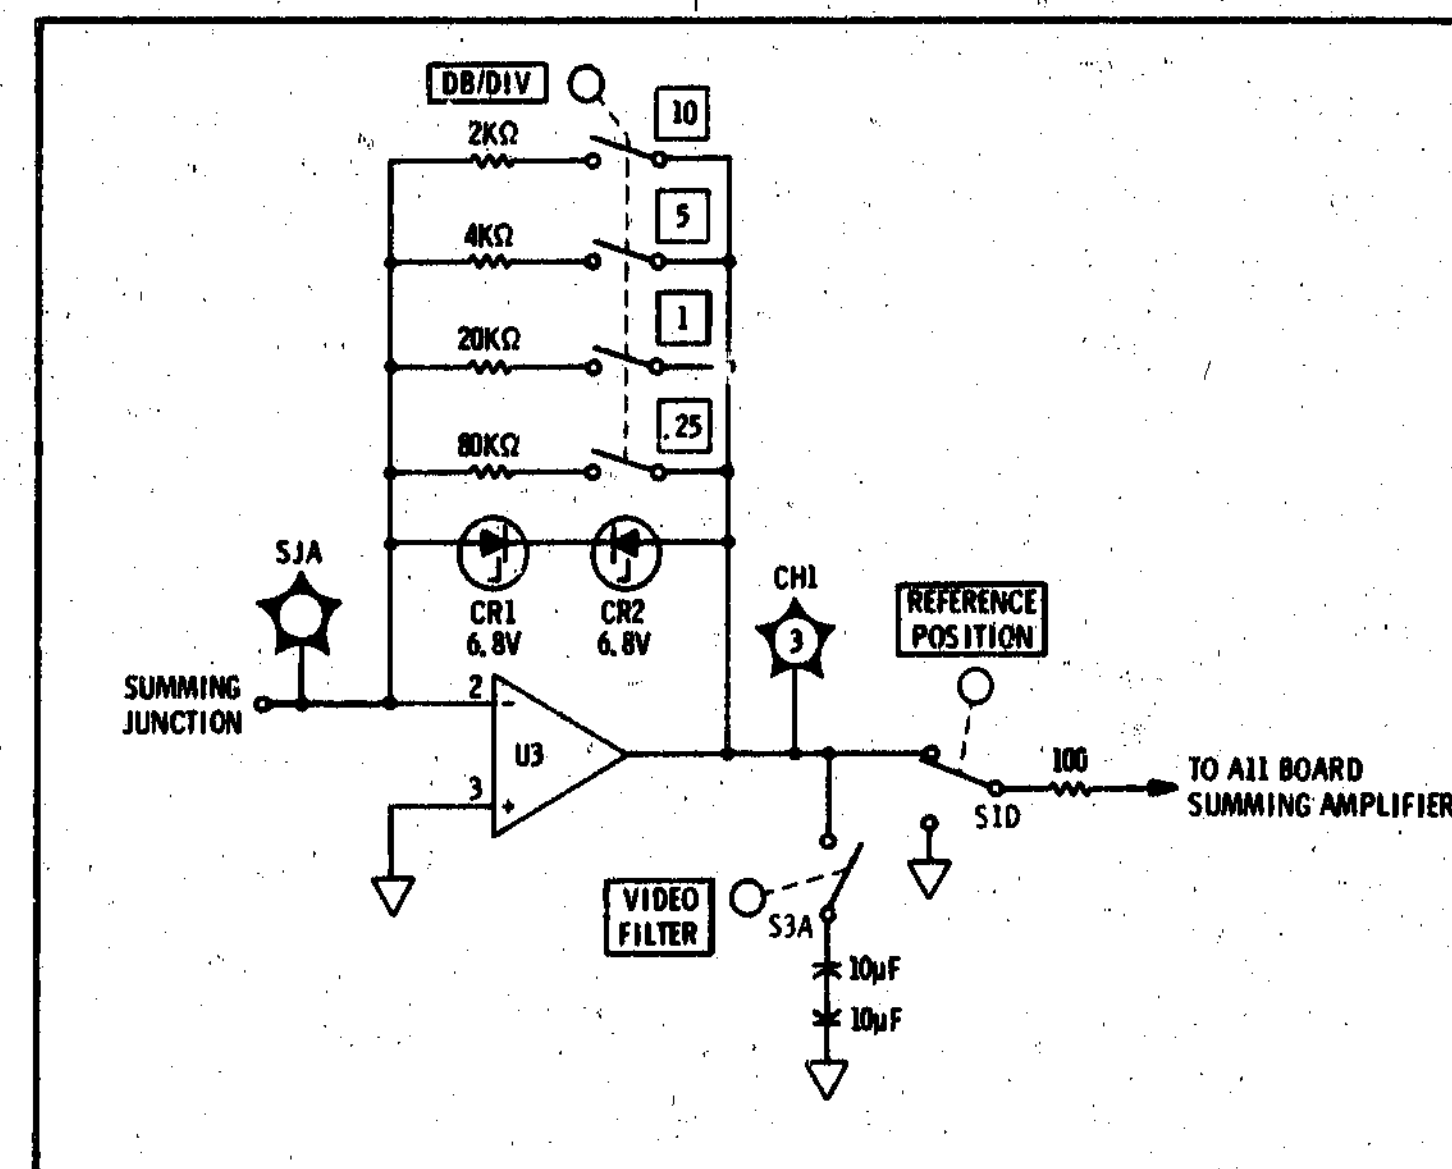 DB/DIV
10
2KΩ
5
4KΩ
1
20KΩ
.25
80KΩ
SJA
CR1
6.8V
CR2
6.8V
CH1
3
REFERENCE
POSITION
SUMMING
JUNCTION
2
-
U3
3
+
100
S1D
TO A11 BOARD
SUMMING AMPLIFIER
VIDEO
FILTER
S3A
10µF
10µF